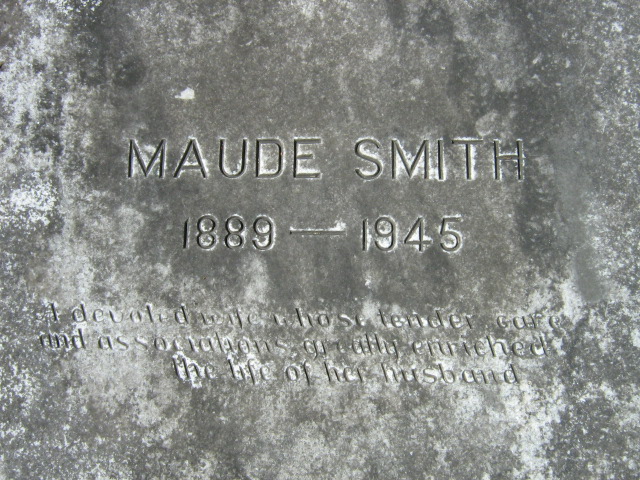 MAUDE SMITH
1889 — 1945
A devoted wife whose tender care
and associations greatly enriched
the life of her husband